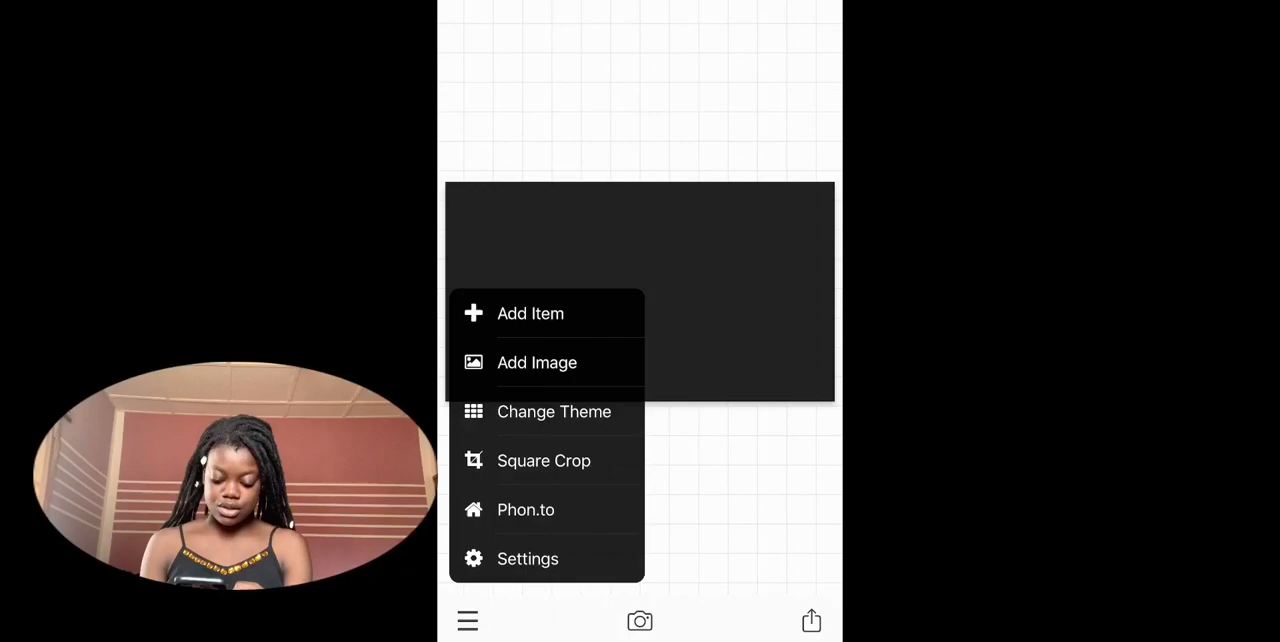 Add Item
Add Image
Change Theme
Square Crop
Phon.to
Settings